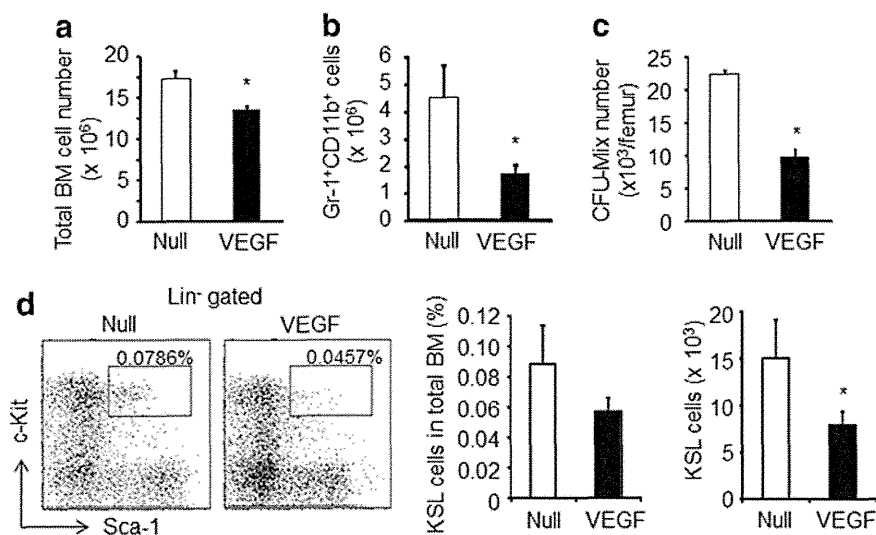 a
Total BM cell number
(x 10⁶)
20
15
10
5
0
*
Null VEGF
b
Gr-1⁺CD11b⁺ cells
(x 10⁶)
6
5
4
3
2
1
0
*
Null VEGF
c
CFU-Mix number
(x10³/femur)
25
20
15
10
5
0
*
Null VEGF
d
Lin⁻ gated
Null VEGF
0.0786% 0.0457%
c-Kit
Sca-1
KSL cells in total BM (%)
0.12
0.10
0.08
0.06
0.04
0.02
0
Null VEGF
KSL cells (x 10³)
20
15
10
5
0
*
Null VEGF